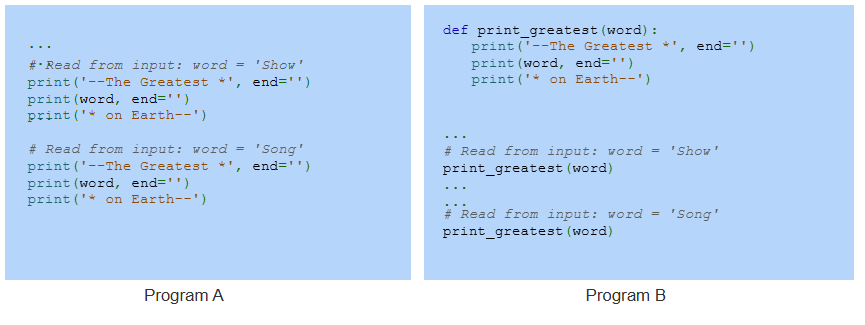 ...
# Read from input: word = 'Show'
print('--The Greatest *', end='')
print(word, end='')
print('* on Earth--')
# Read from input: word = 'Song'
print('--The Greatest *', end='')
print(word, end='')
print('* on Earth--')
Program A
def print_greatest(word):
print('--The Greatest *', end='')
print(word, end='')
print('* on Earth--')
...
# Read from input: word = 'Show'
print_greatest(word)
...
...
# Read from input: word = 'Song'
print_greatest(word)
Program B